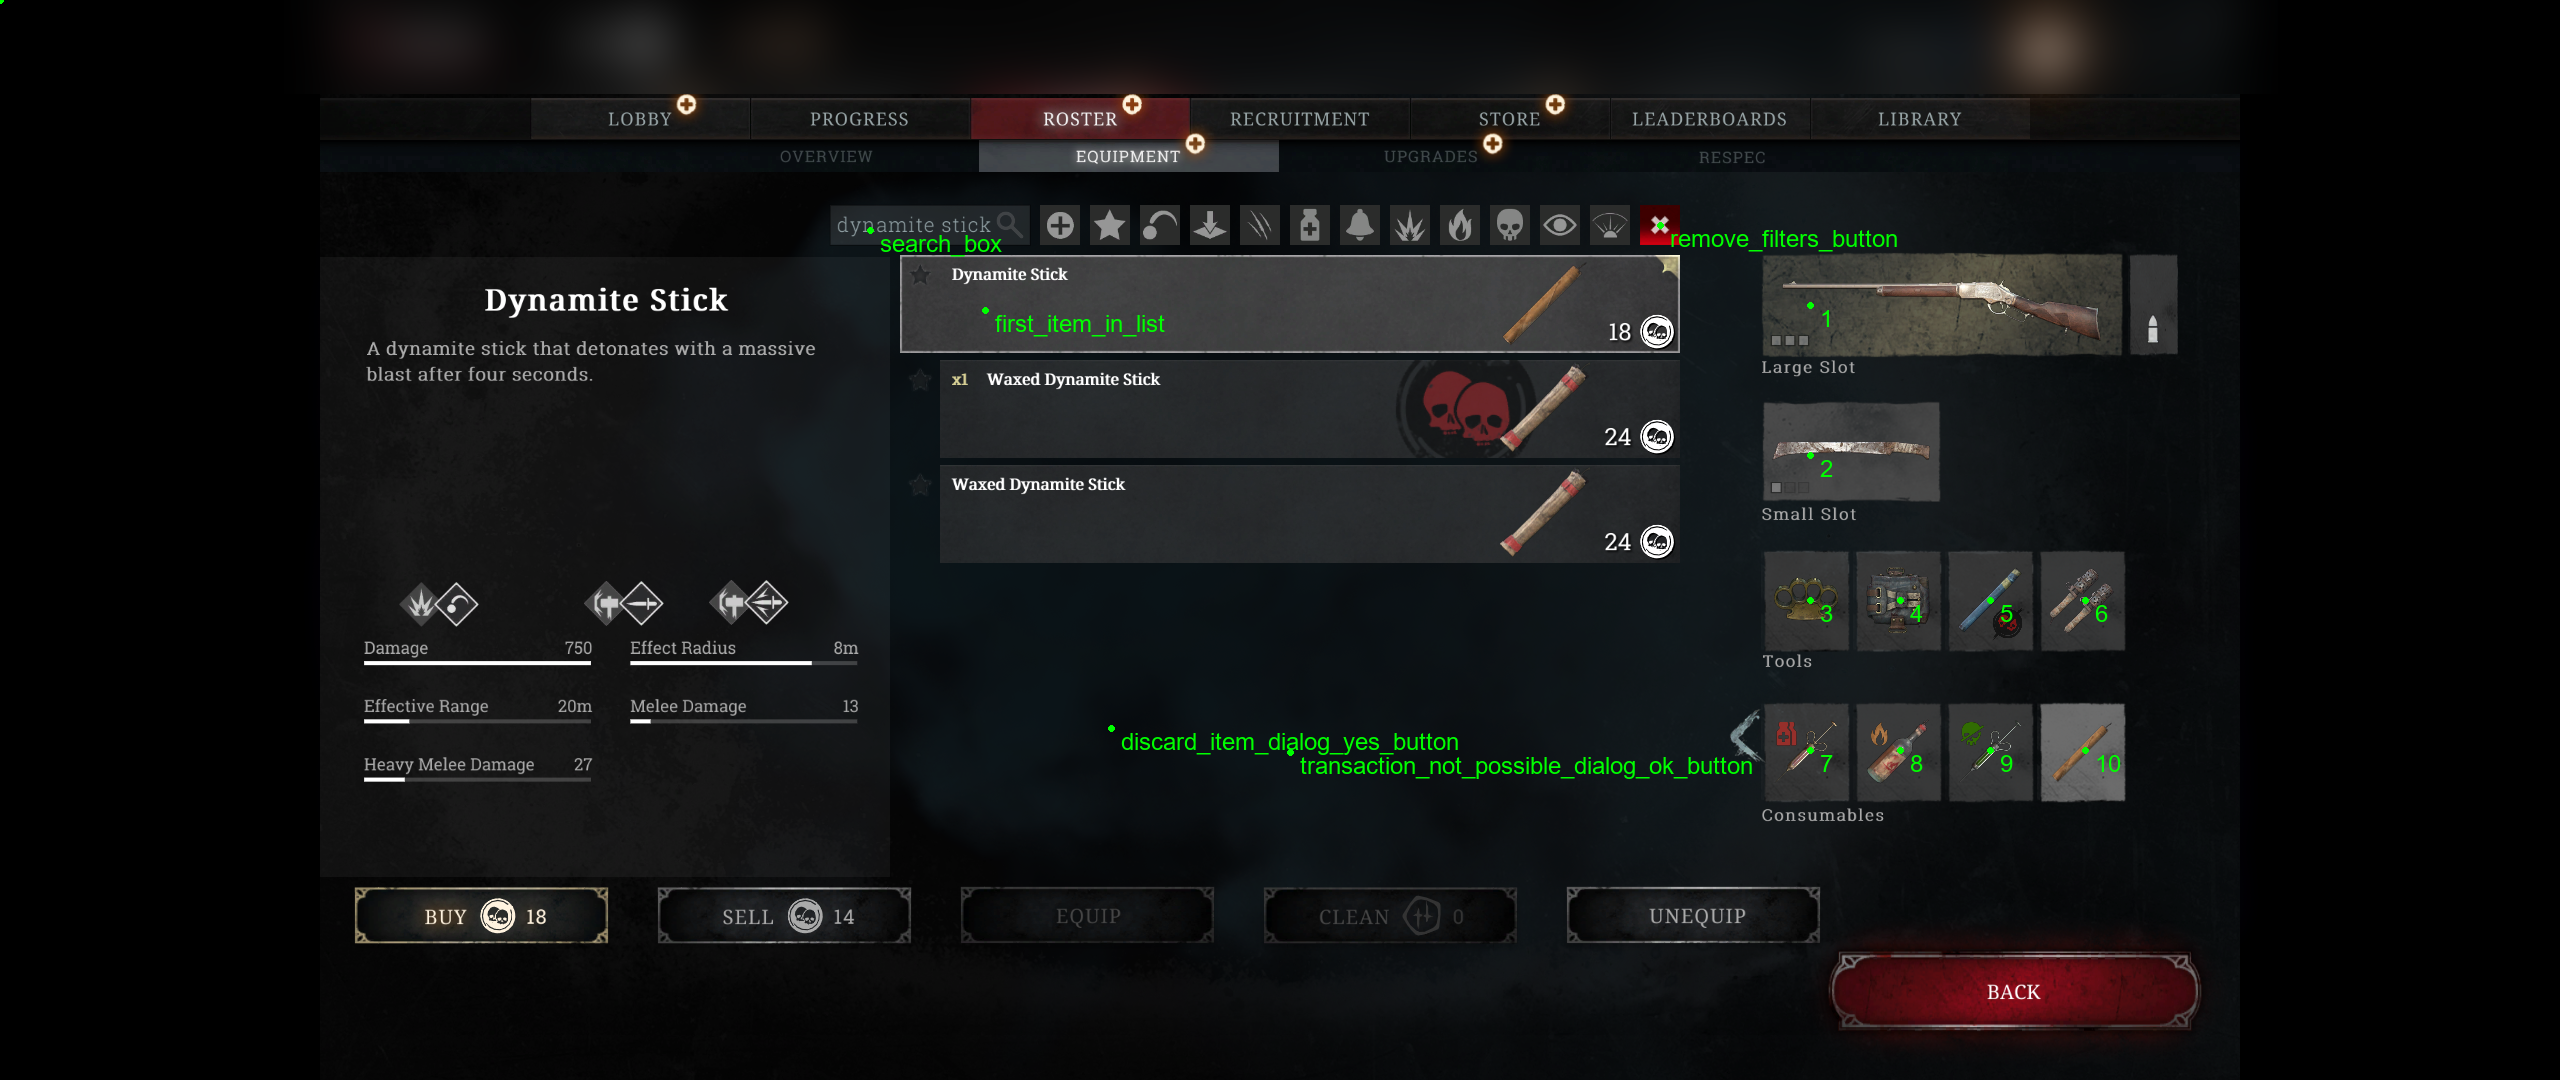 LOBBY
PROGRESS
ROSTER
RECRUITMENT
STORE
LEADERBOARDS
LIBRARY
OVERVIEW
EQUIPMENT
UPGRADES
RESPEC
dynamite stick
search_box
remove_filters_button
Dynamite Stick
A dynamite stick that detonates with a massive
blast after four seconds.
Damage 750
Effect Radius 8m
Effective Range 20m
Melee Damage 13
Heavy Melee Damage 27
Dynamite Stick
first_item_in_list
18
x1 Waxed Dynamite Stick
24
Waxed Dynamite Stick
24
discard_item_dialog_yes_button
transaction_not_possible_dialog_ok_button
1
Large Slot
2
Small Slot
3 4 5 6
Tools
7 8 9 10
Consumables
BUY 18
SELL 14
EQUIP
CLEAN 0
UNEQUIP
BACK